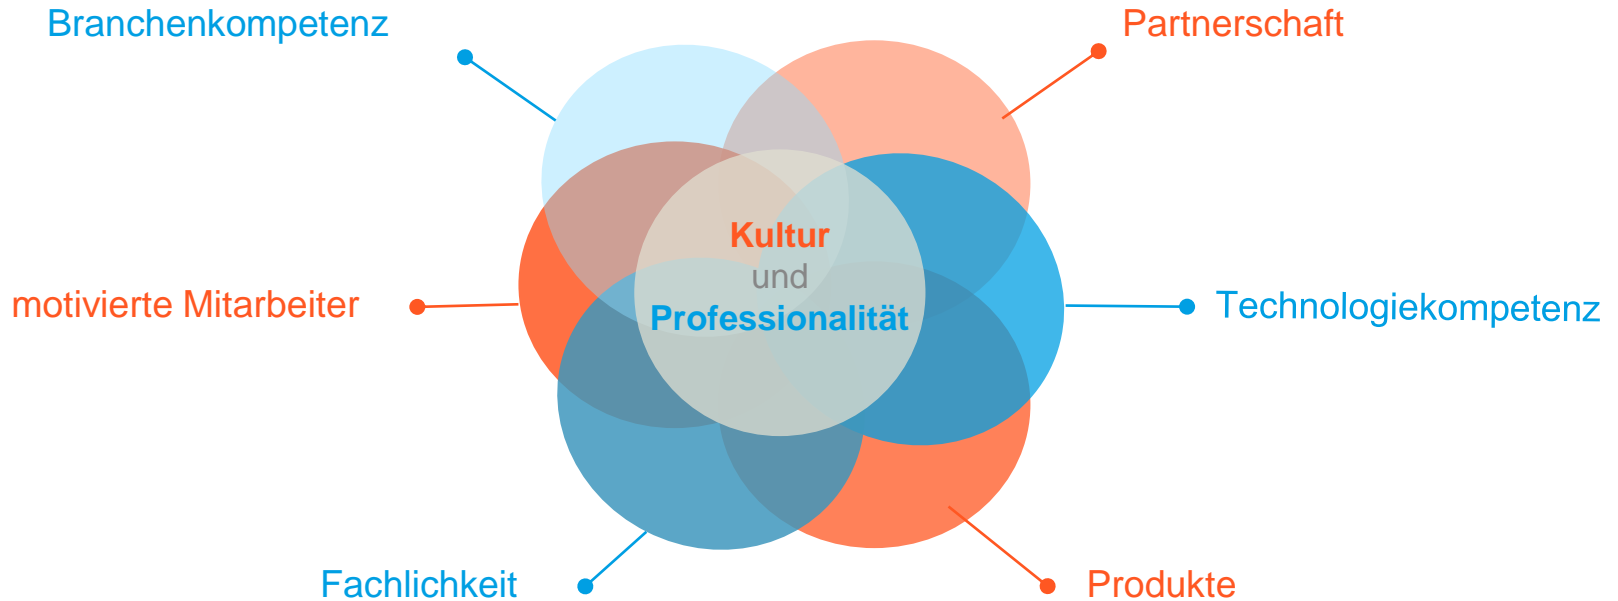 Branchenkompetenz
Partnerschaft
Kultur
und
Professionalität
motivierte Mitarbeiter
Technologiekompetenz
Fachlichkeit
Produkte